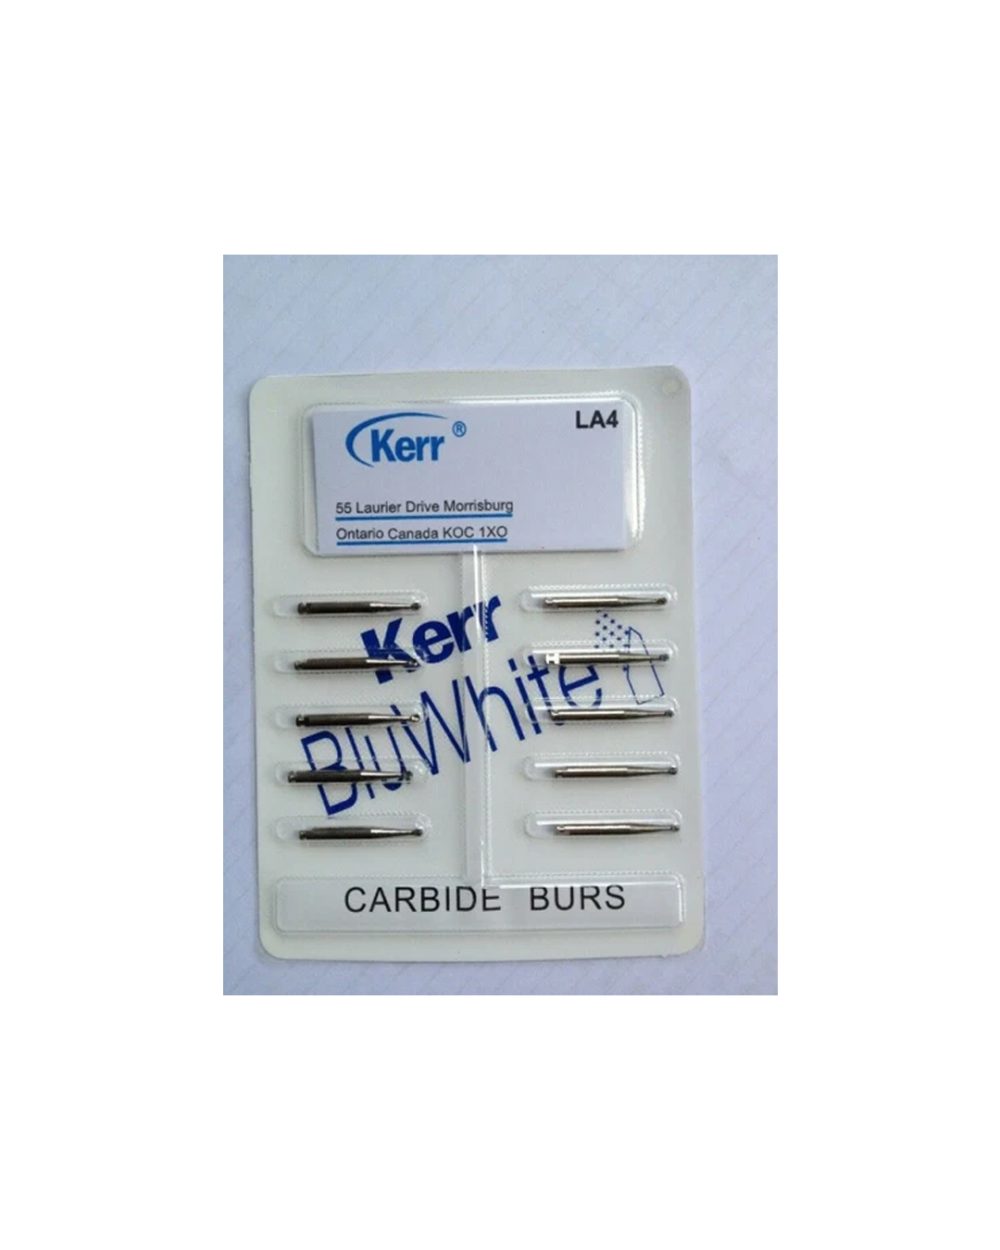 Kerr®
LA4
55 Laurier Drive Morrisburg
Ontario Canada KOC 1XO
Kerr
BluWhite
CARBIDE BURS